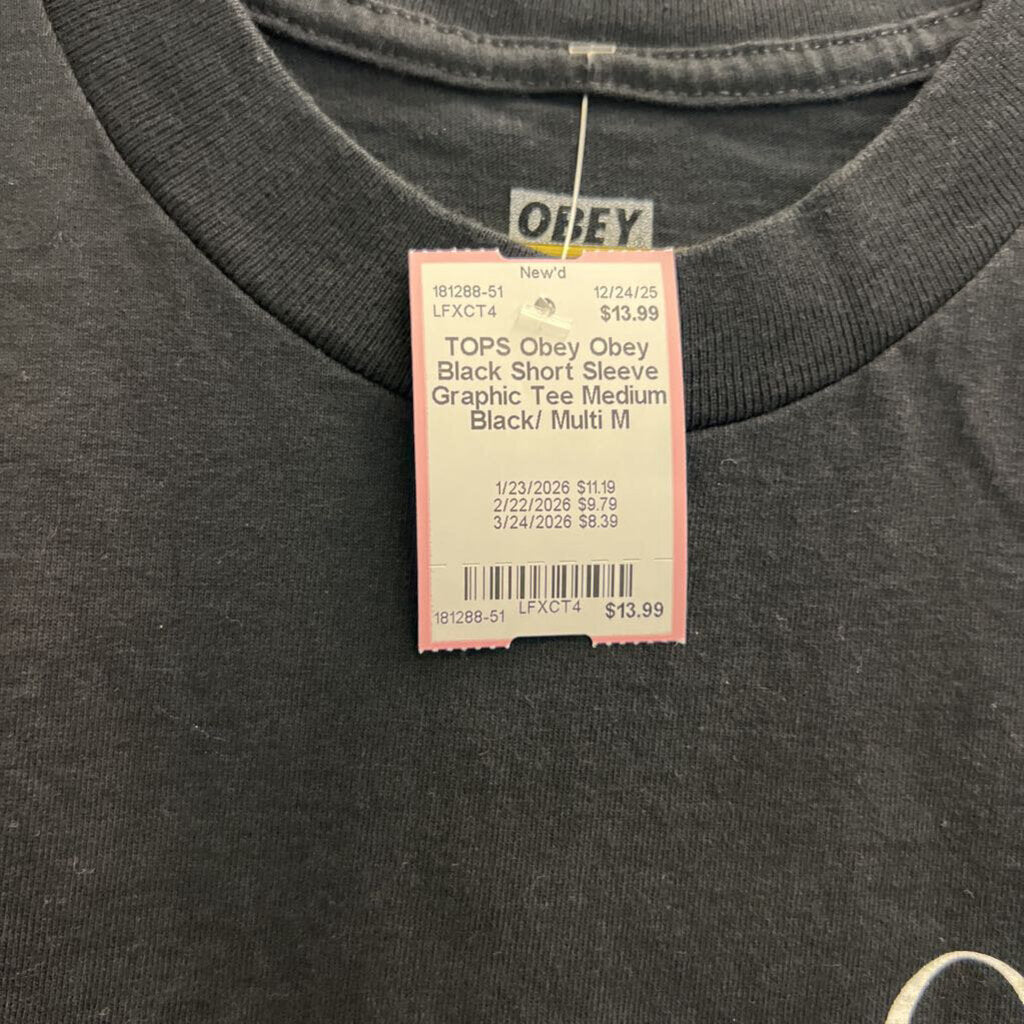 OBEY
New'd
181288-51 12/24/25
LFXCT4 $13.99
TOPS Obey Obey
Black Short Sleeve
Graphic Tee Medium
Black/ Multi M
1/23/2026 $11.19
2/22/2026 $9.79
3/24/2026 $8.39
181288-51 LFXCT4 $13.99